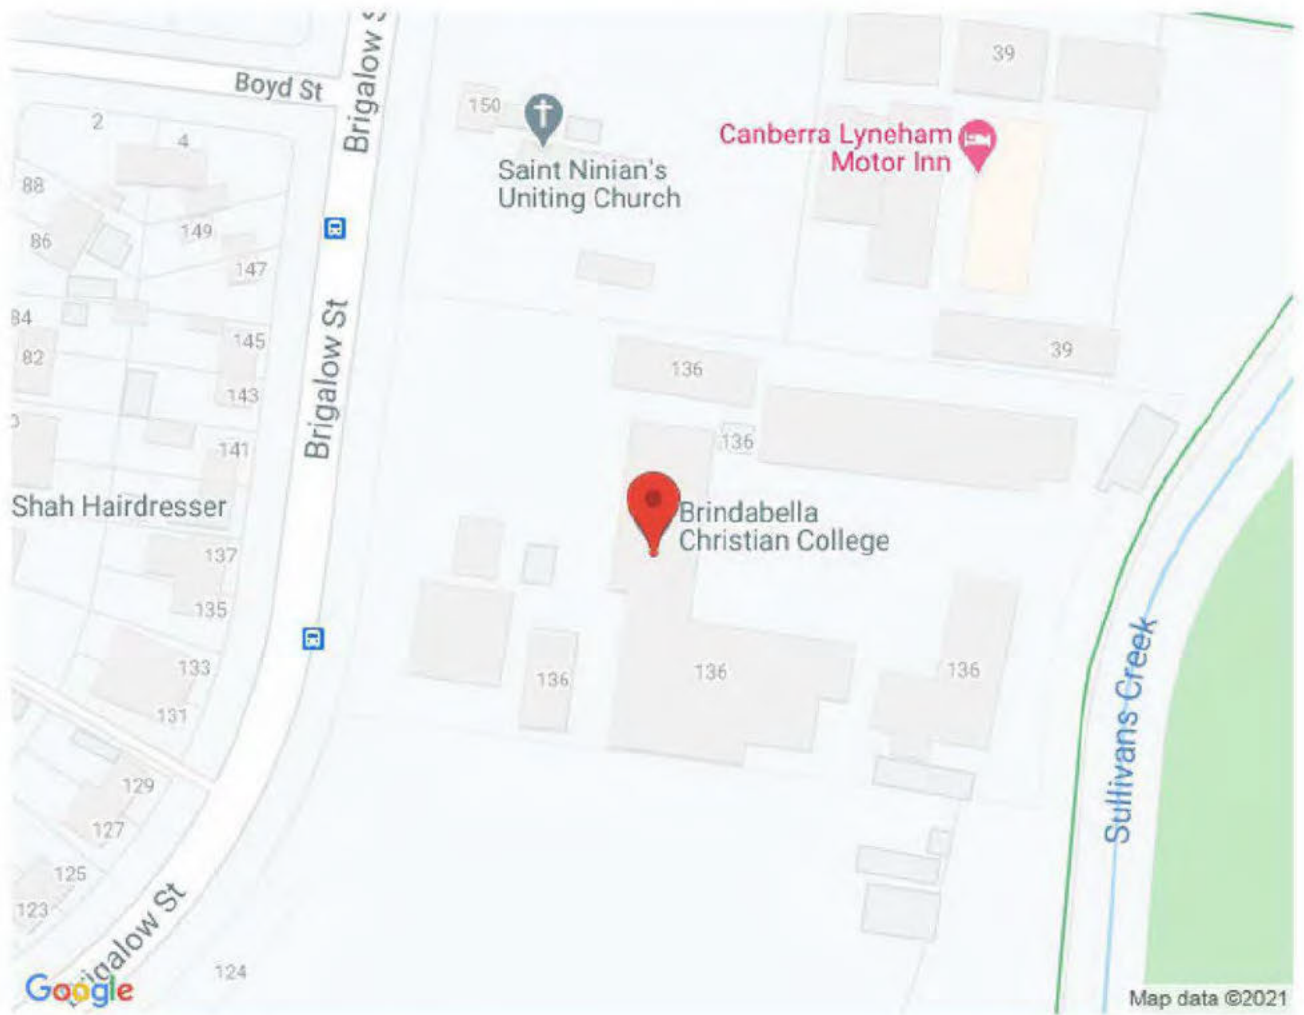 Brigalow S
Boyd St
39
2
4
150
Canberra Lyneham
Motor Inn
Saint Ninian's
Uniting Church
88
86
149
147
84
82
145
143
Brigalow St
136
39
136
141
Shah Hairdresser
Brindabella
Christian College
137
135
133
131
136
136
136
Sullivans Creek
129
127
125
123
Brigalow St
124
Google
Map data ©2021